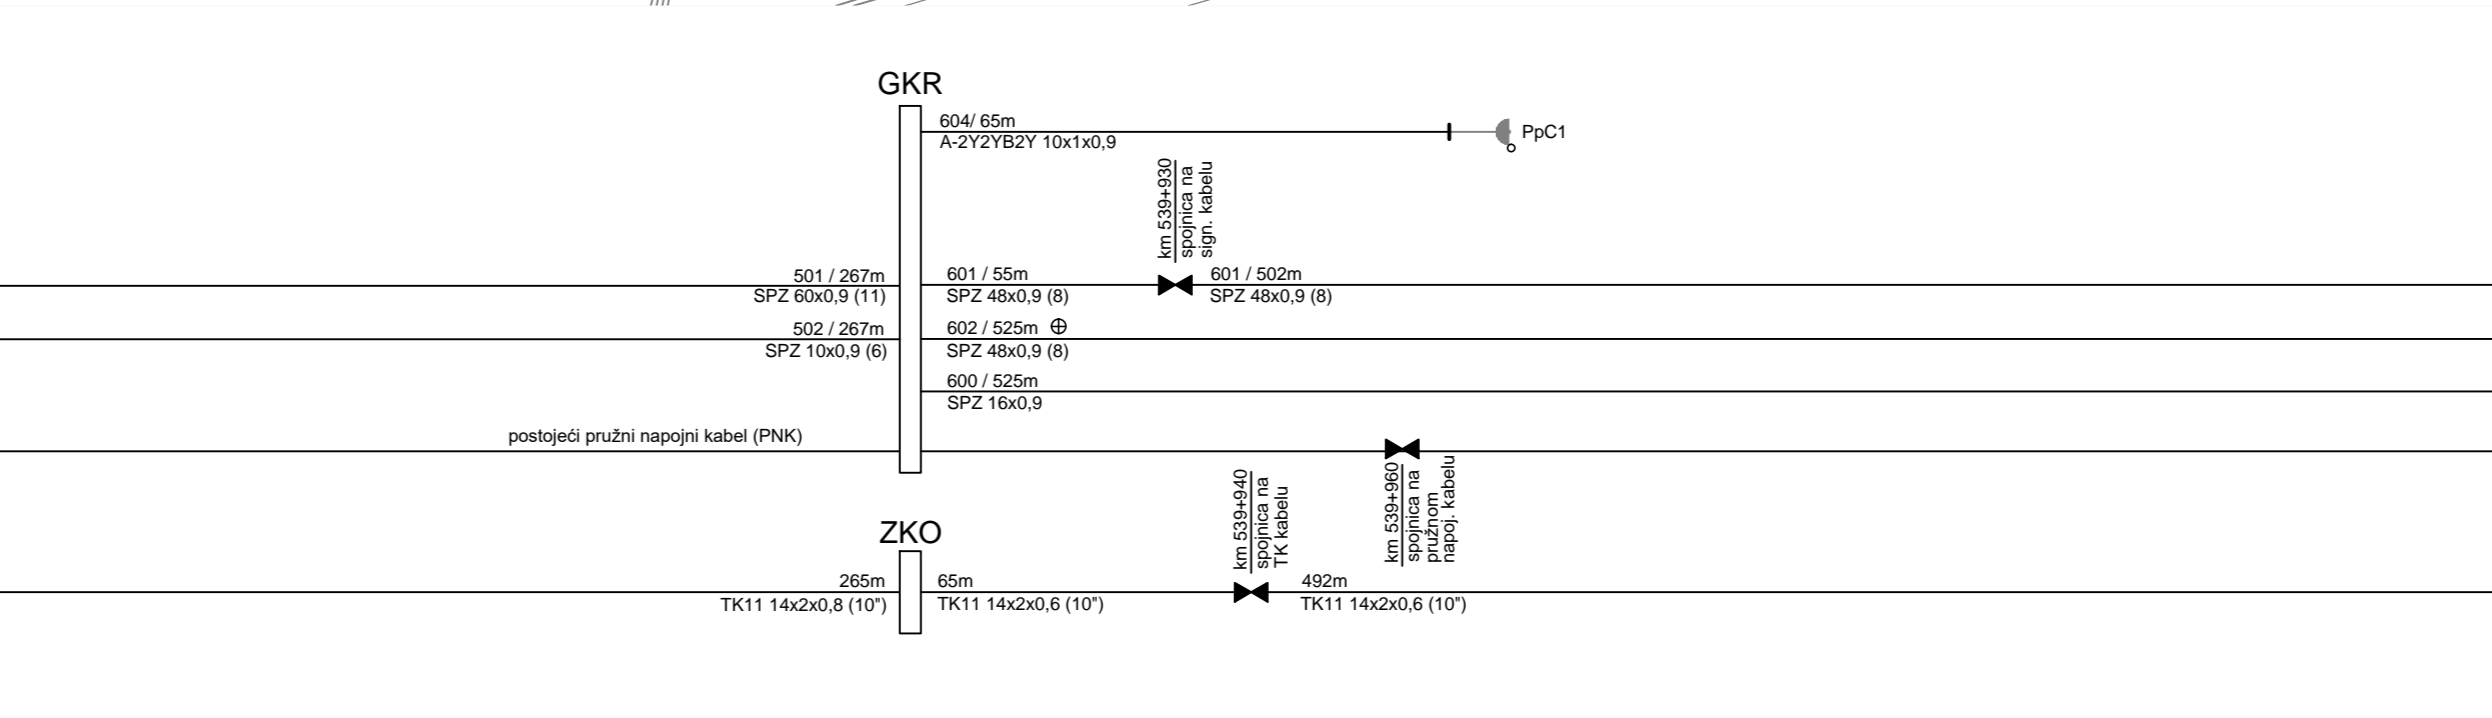 GKR
604/ 65m
A-2Y2YB2Y 10x1x0,9
PpC1
km 539+930
spojnica na
sign. kabelu
501 / 267m
SPZ 60x0,9 (11)
601 / 55m
SPZ 48x0,9 (8)
601 / 502m
SPZ 48x0,9 (8)
502 / 267m
SPZ 10x0,9 (6)
602 / 525m
SPZ 48x0,9 (8)
600 / 525m
SPZ 16x0,9
postojeći pružni napojni kabel (PNK)
km 539+960
spojnica na
pružnom
napoj. kabelu
km 539+940
spojnica na
TK kabelu
ZKO
265m
TK11 14x2x0,8 (10")
65m
TK11 14x2x0,6 (10")
492m
TK11 14x2x0,6 (10")